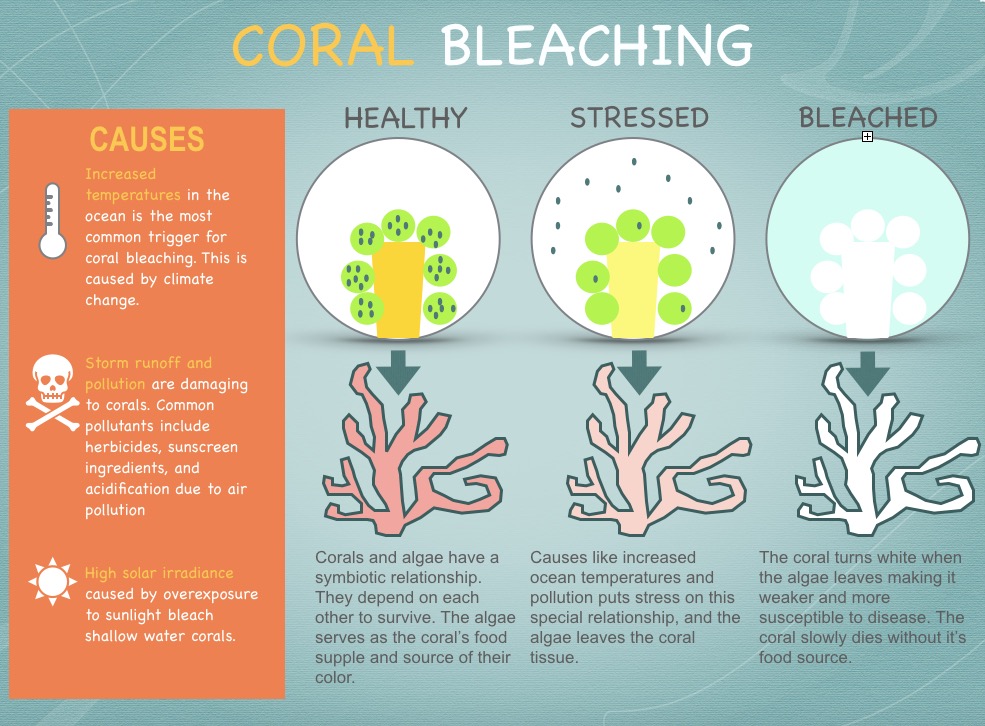 CORAL BLEACHING
CAUSES
Increased
temperatures in the
ocean is the most
common trigger for
coral bleaching. This is
caused by climate
change.
Storm runoff and
pollution are damaging
to corals. Common
pollutants include
herbicides, sunscreen
ingredients, and
acidification due to air
pollution
High solar irradiance
caused by overexposure
to sunlight bleach
shallow water corals.
HEALTHY
Corals and algae have a
symbiotic relationship.
They depend on each
other to survive. The algae
serves as the coral's food
supple and source of their
color.
STRESSED
Causes like increased
ocean temperatures and
pollution puts stress on this
special relationship, and the
algae leaves the coral
tissue.
BLEACHED
The coral turns white when
the algae leaves making it
weaker and more
susceptible to disease. The
coral slowly dies without it's
food source.